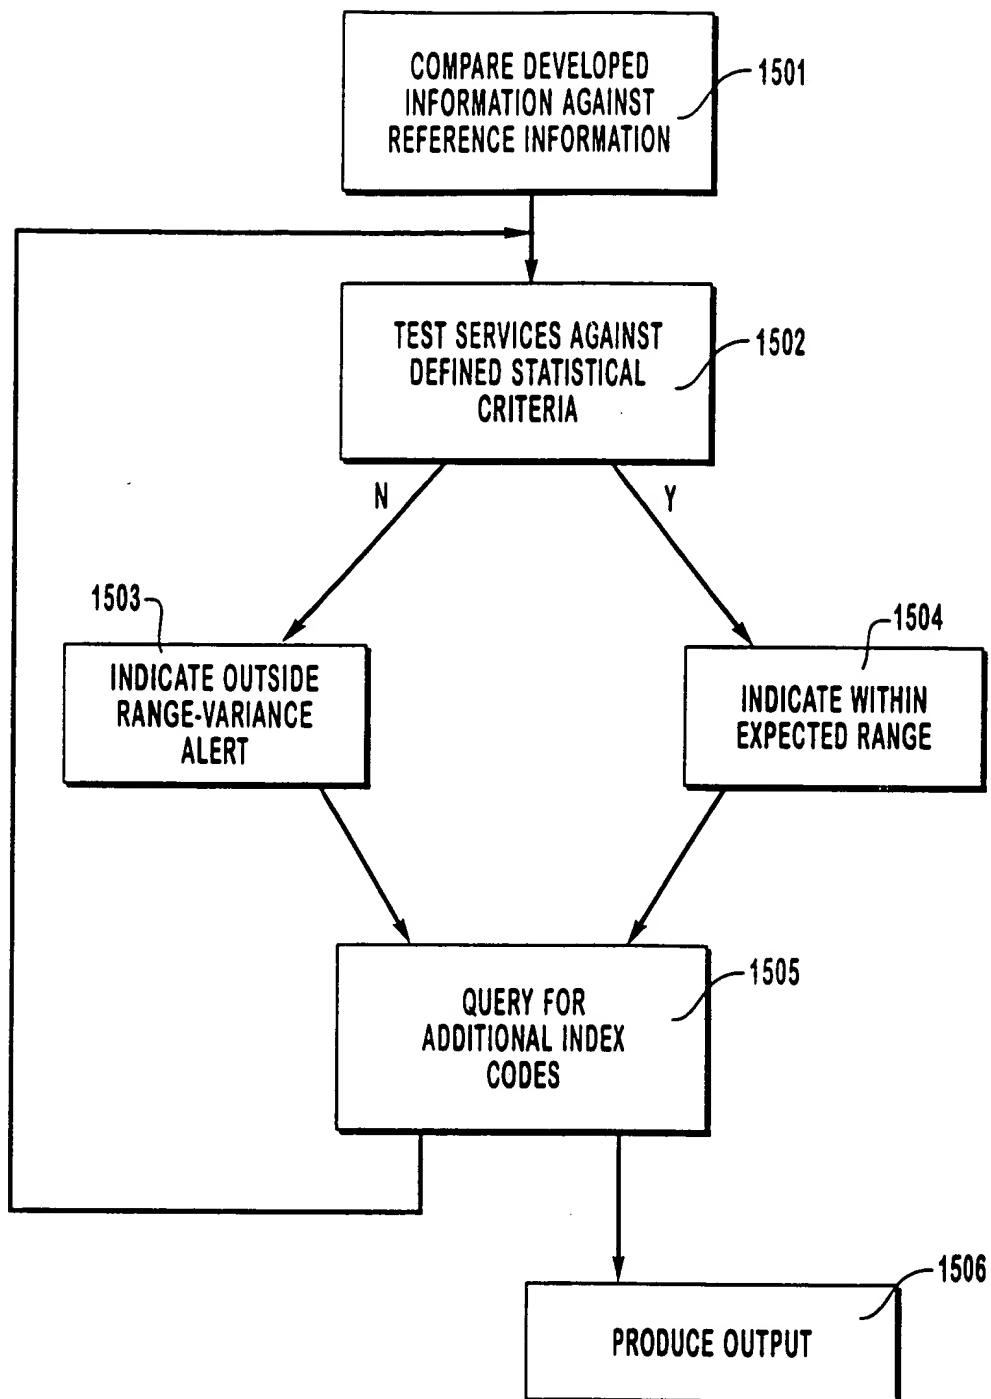 COMPARE DEVELOPED
INFORMATION AGAINST
REFERENCE INFORMATION
1501
TEST SERVICES AGAINST
DEFINED STATISTICAL
CRITERIA
1502
N
Y
1503
INDICATE OUTSIDE
RANGE-VARIANCE
ALERT
1504
INDICATE WITHIN
EXPECTED RANGE
QUERY FOR
ADDITIONAL INDEX
CODES
1505
1506
PRODUCE OUTPUT